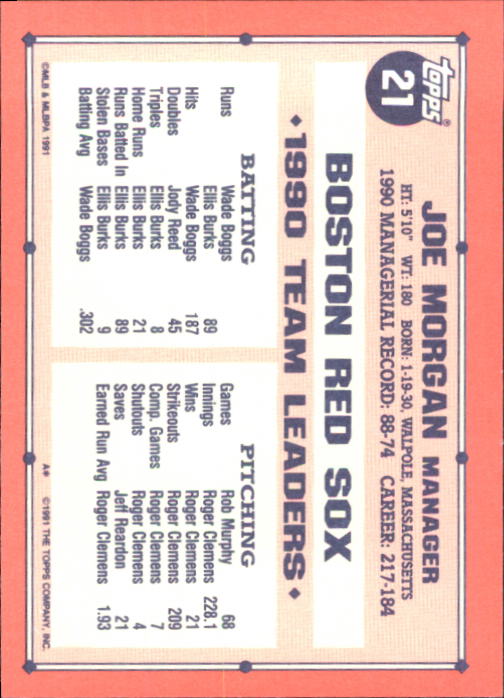 topps®
21
JOE MORGAN MANAGER
HT: 5'10" WT: 180 BORN: 1-19-30, WALPOLE, MASSACHUSETTS
1990 MANAGERIAL RECORD: 88-74 CAREER: 217-184
BOSTON RED SOX
♦ 1990 TEAM LEADERS ♦
BATTING
Runs Wade Boggs
Ellis Burks 89
Hits Wade Boggs 187
Doubles Jody Reed 45
Triples Ellis Burks 8
Home Runs Ellis Burks 21
Runs Batted In Ellis Burks 89
Stolen Bases Ellis Burks 9
Batting Avg Wade Boggs .302
PITCHING
Games Rob Murphy 68
Innings Roger Clemens 228.1
Wins Roger Clemens 21
Strikeouts Roger Clemens 209
Comp. Games Roger Clemens 7
Shutouts Roger Clemens 4
Saves Jeff Reardon 21
Earned Run Avg Roger Clemens 1.93
©MLB & MLBPA 1991
A* ©1991 THE TOPPS COMPANY, INC.